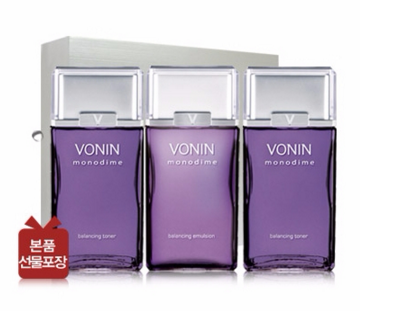 V
VONIN
monodime
balancing toner
V
VONIN
monodime
balancing emulsion
V
VONIN
monodime
balancing toner
본품
선물포장